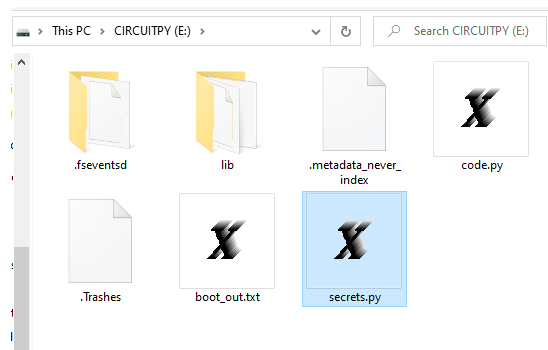 This PC > CIRCUITPY (E:) >
Search CIRCUITPY (E:)
.fseventsd
lib
.metadata_never_
index
code.py
.Trashes
boot_out.txt
secrets.py